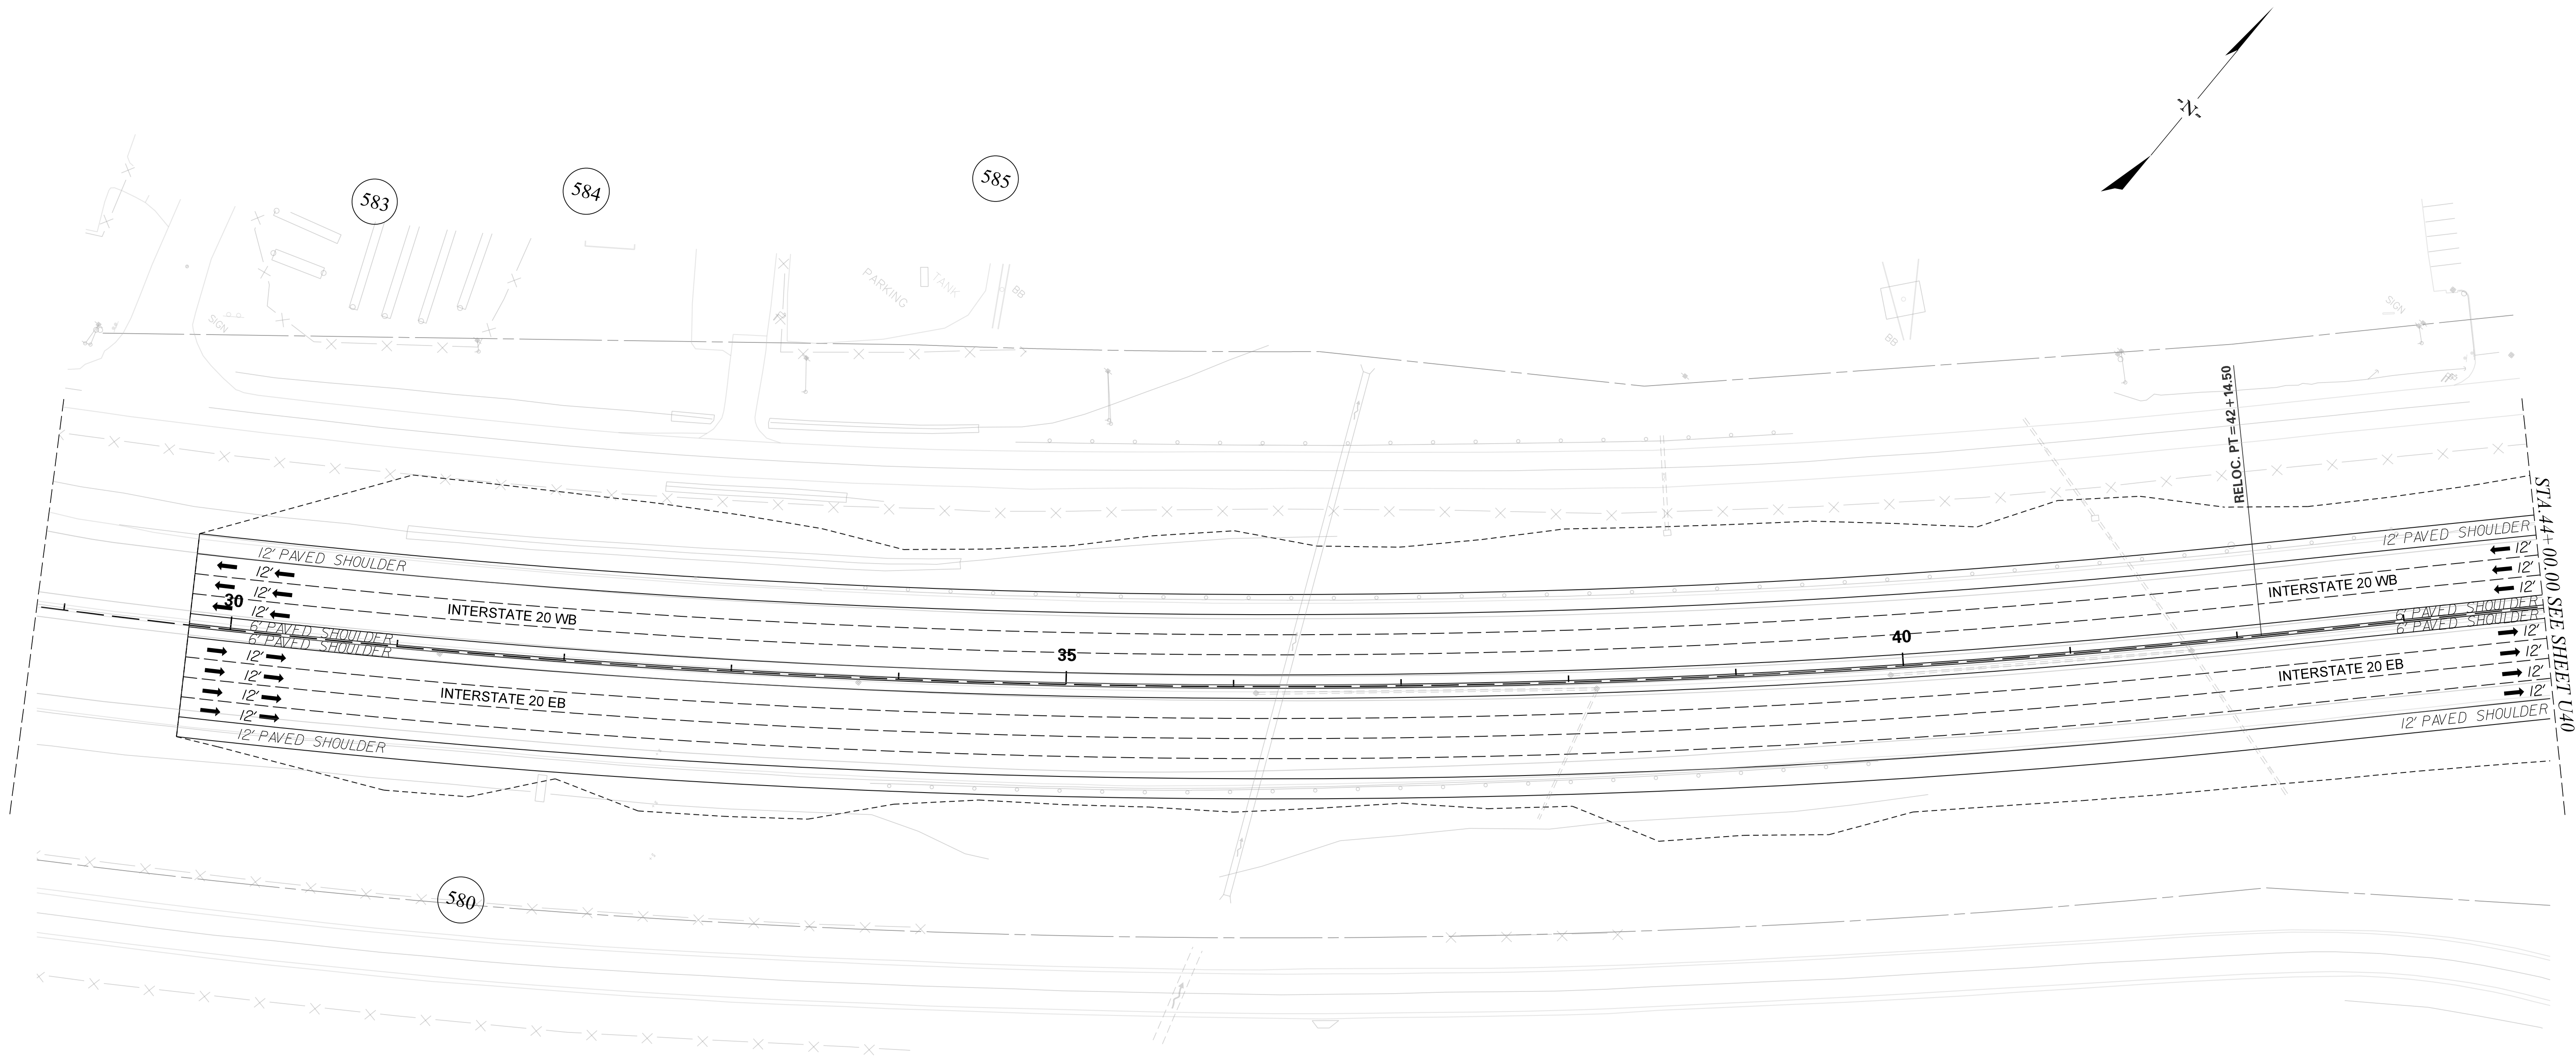 -N-
583
584
585
PARKING
TANK
BB
SIGN
BB
SIGN
RELOC. PT = 42+14.50
STA. 44+00.00 SEE SHEET U40
12' PAVED SHOULDER
12' PAVED SHOULDER
12'
12'
12'
12'
12'
12'
30
INTERSTATE 20 WB
INTERSTATE 20 WB
6' PAVED SHOULDER
6' PAVED SHOULDER
6' PAVED SHOULDER
6' PAVED SHOULDER
35
40
12'
12'
12'
12'
12'
12'
12'
12'
INTERSTATE 20 EB
INTERSTATE 20 EB
12' PAVED SHOULDER
12' PAVED SHOULDER
580